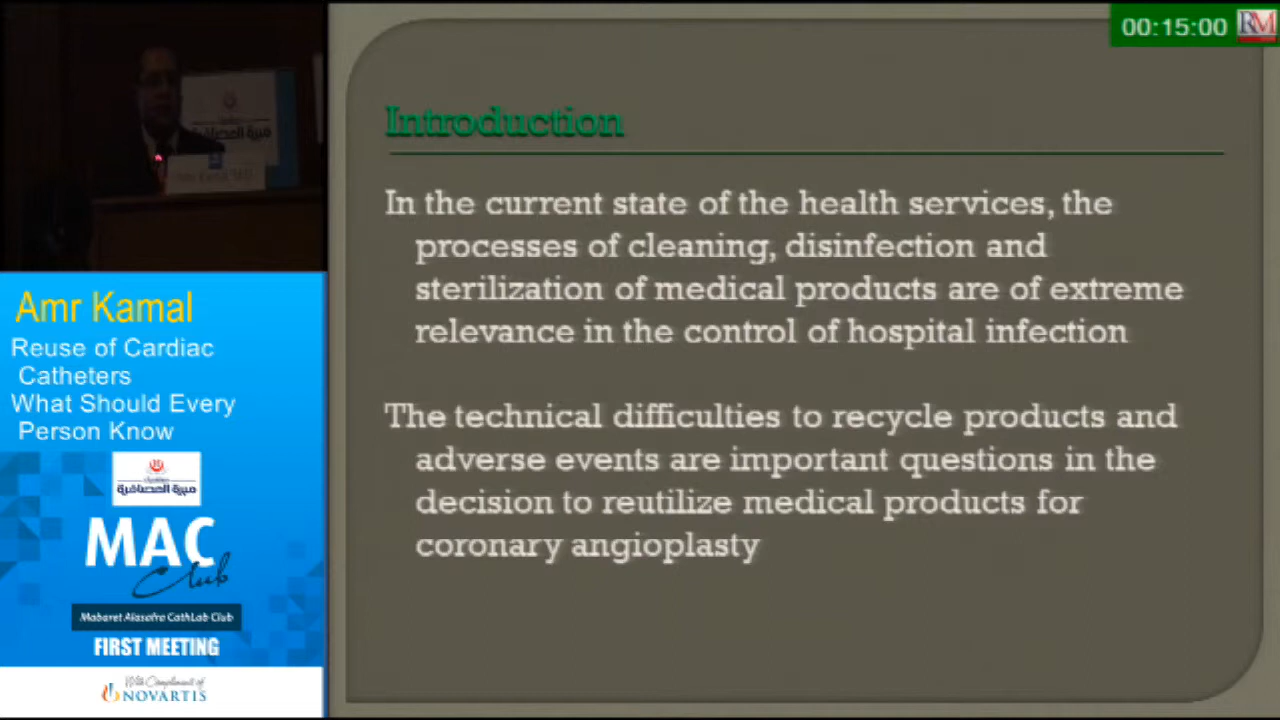 00:15:00
RM
Introduction
In the current state of the health services, the
processes of cleaning, disinfection and
sterilization of medical products are of extreme
relevance in the control of hospital infection
The technical difficulties to recycle products and
adverse events are important questions in the
decision to reutilize medical products for
coronary angioplasty
Amr Kamal
Reuse of Cardiac
Catheters
What Should Every
Person Know
مبرة العصافرة
MAC
Club
Mabaret Alasafra CathLab Club
FIRST MEETING
With Compliment of
NOVARTIS